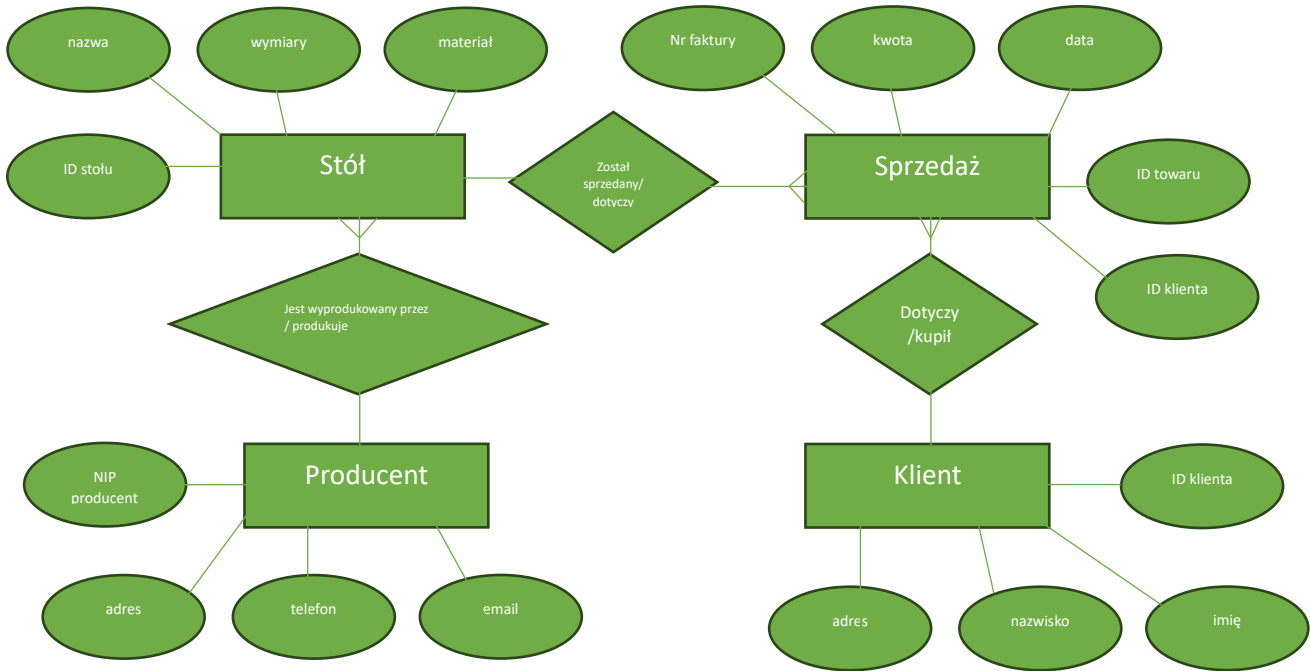 nazwa
wymiary
materiał
Nr faktury
kwota
data
ID stołu
Stół
Został
sprzedany/
dotyczy
Sprzedaż
ID towaru
ID klienta
Jest wyprodukowany przez
/ produkuje
Dotyczy
/kupił
NIP
producent
Producent
Klient
ID klienta
adres
telefon
email
adres
nazwisko
imię